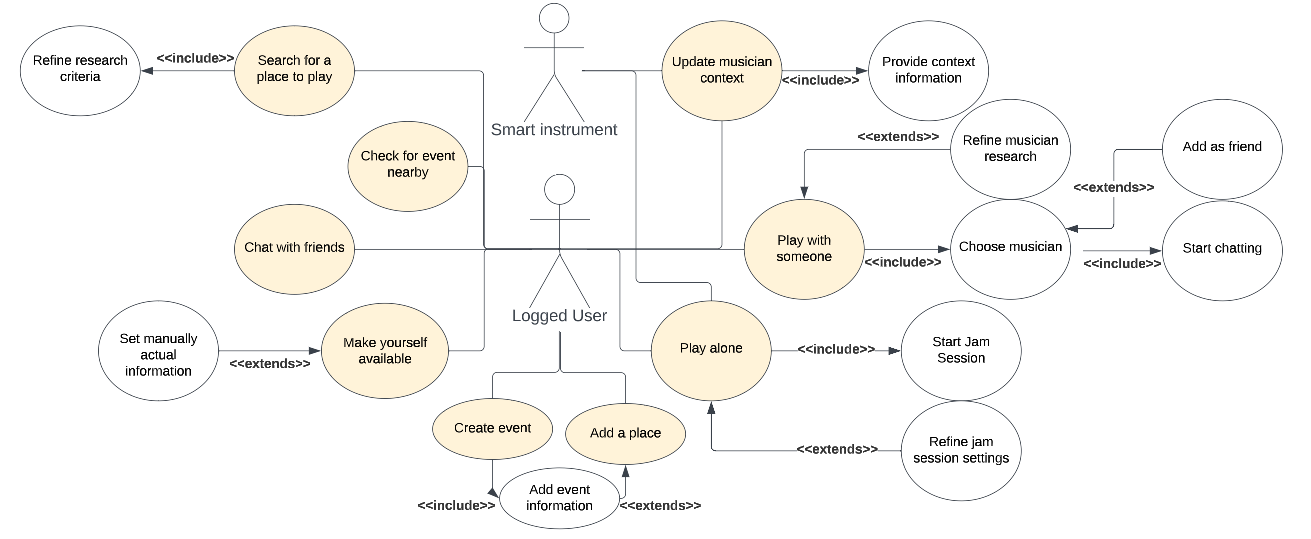 Refine research
criteria
<<include>>
Search for a
place to play
Smart instrument
Update musician
context
<<include>>
Provide context
information
Check for event
nearby
<<extends>>
Refine musician
research
Add as friend
<<extends>>
Chat with friends
Logged User
Play with
someone
<<include>>
Choose musician
<<include>>
Start chatting
Set manually
actual
information
<<extends>>
Make yourself
available
Play alone
<<include>>
Start Jam
Session
Create event
Add a place
<<extends>>
Refine jam
session settings
<<include>>
Add event
information
<<extends>>